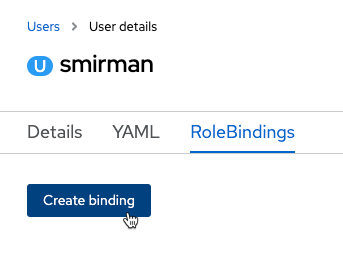 Users > User details
U smirman
Details YAML RoleBindings
Create binding